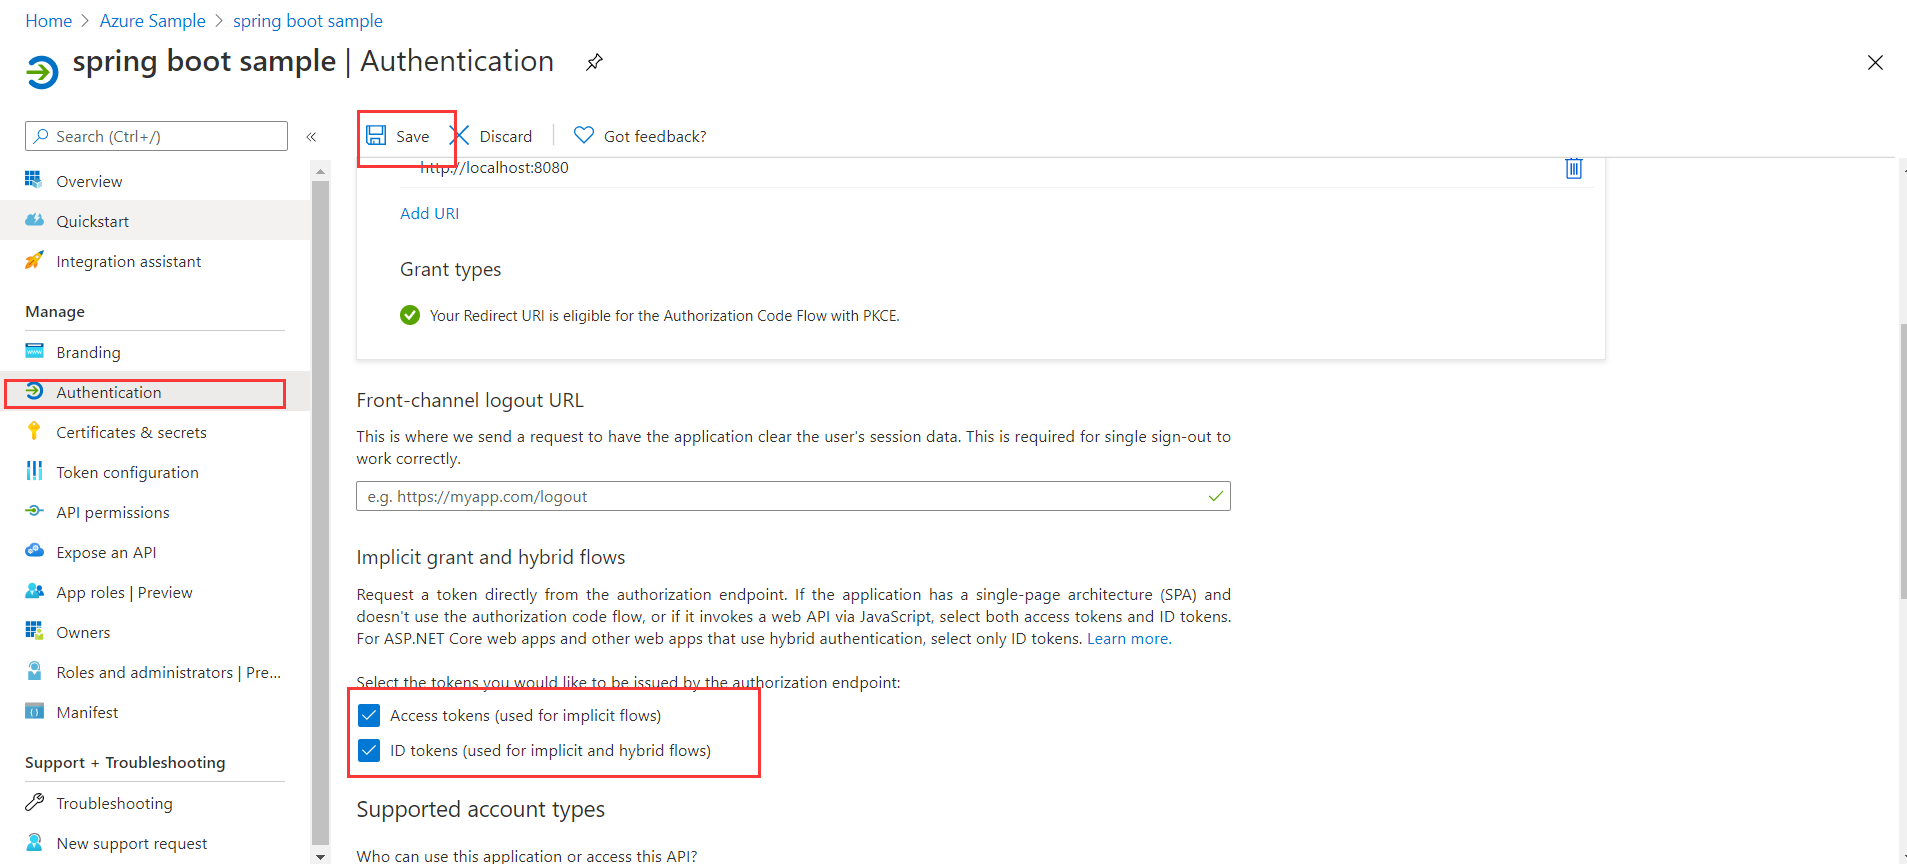 Home > Azure Sample > spring boot sample
spring boot sample | Authentication
Search (Ctrl+/)
«
Overview
Quickstart
Integration assistant
Manage
Branding
Authentication
Certificates & secrets
Token configuration
API permissions
Expose an API
App roles | Preview
Owners
Roles and administrators | Pre...
Manifest
Support + Troubleshooting
Troubleshooting
New support request
Save
Discard
Got feedback?
http://localhost:8080
Add URI
Grant types
Your Redirect URI is eligible for the Authorization Code Flow with PKCE.
Front-channel logout URL
This is where we send a request to have the application clear the user's session data. This is required for single sign-out to
work correctly.
e.g. https://myapp.com/logout
Implicit grant and hybrid flows
Request a token directly from the authorization endpoint. If the application has a single-page architecture (SPA) and
doesn't use the authorization code flow, or if it invokes a web API via JavaScript, select both access tokens and ID tokens.
For ASP.NET Core web apps and other web apps that use hybrid authentication, select only ID tokens. Learn more.
Select the tokens you would like to be issued by the authorization endpoint:
Access tokens (used for implicit flows)
ID tokens (used for implicit and hybrid flows)
Supported account types
Who can use this application or access this API?